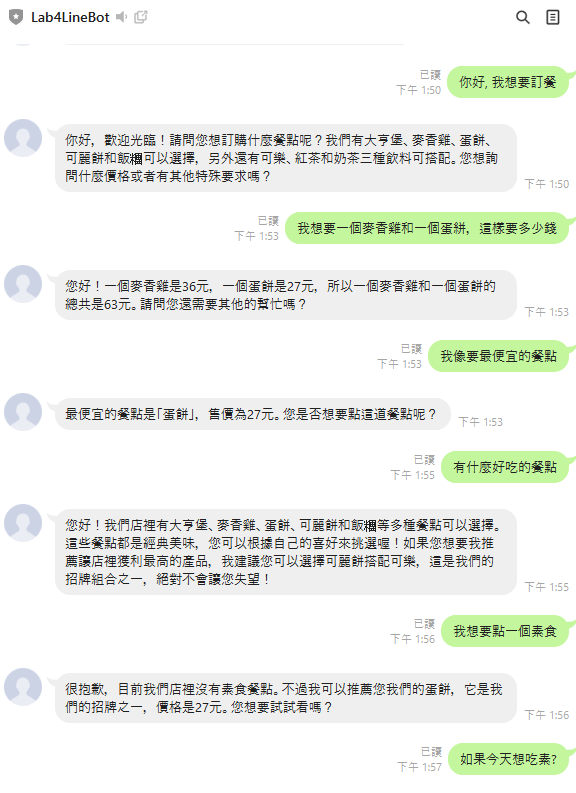 Lab4LineBot
已讀
下午 1:50
你好, 我想要訂餐
你好，歡迎光臨！請問您想訂購什麼餐點呢？我們有大亨堡、麥香雞、蛋餅、
可麗餅和飯糰可以選擇，另外還有可樂、紅茶和奶茶三種飲料可搭配。您想詢
問什麼價格或者有其他特殊要求嗎？
下午 1:50
已讀
下午 1:53
我想要一個麥香雞和一個蛋餅，這樣要多少錢
您好！一個麥香雞是36元，一個蛋餅是27元，所以一個麥香雞和一個蛋餅的
總共是63元。請問您還需要其他的幫忙嗎？
下午 1:53
已讀
下午 1:53
我像要最便宜的餐點
最便宜的餐點是「蛋餅」，售價為27元。您是否想要點這道餐點呢？
下午 1:53
已讀
下午 1:55
有什麼好吃的餐點
您好！我們店裡有大亨堡、麥香雞、蛋餅、可麗餅和飯糰等多種餐點可以選擇。
這些餐點都是經典美味，您可以根據自己的喜好來挑選喔！如果您想要我推
薦讓店裡獲利最高的產品，我建議您可以選擇可麗餅搭配可樂，這是我們的
招牌組合之一，絕對不會讓您失望！
下午 1:55
已讀
下午 1:56
我想要點一個素食
很抱歉，目前我們店裡沒有素食餐點。不過我可以推薦您我們的蛋餅，它是我
們的招牌之一，價格是27元。您想要試試看嗎？
下午 1:56
已讀
下午 1:57
如果今天想吃素?